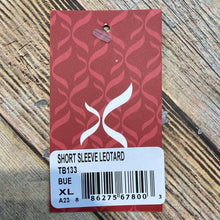 SHORT SLEEVE LEOTARD
TB133
BUE
XL
A23 8 86275 67800 3